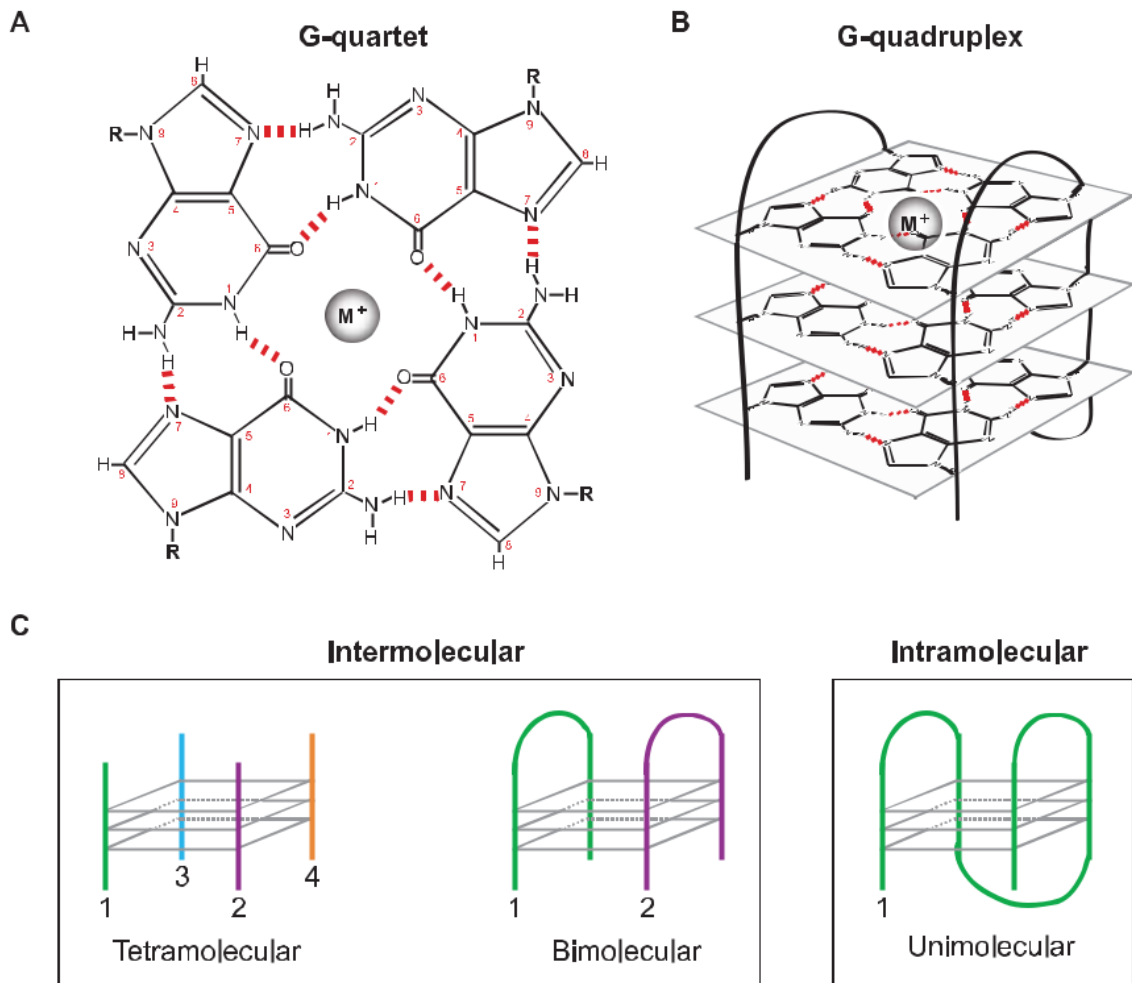 A
G-quartet
H
8
R N 9 7 N
4 5
N 3 6 O
1 N H
2
H N
H
R
H
H N 2 N 3 4 N 9
8 H
H N 1 5 N 7
6
O
H
H N 1 2 N H
6 O
3 N
5 4
N 7 9 N R
8
H
O
6
N 7 5 1 N H
H 8 4 2
N H
9 N 3 N H
R
M⁺
B
G-quadruplex
M⁺
C
Intermolecular
1 3 2 4
Tetramolecular
1 2
Bimolecular
Intramolecular
1
Unimolecular